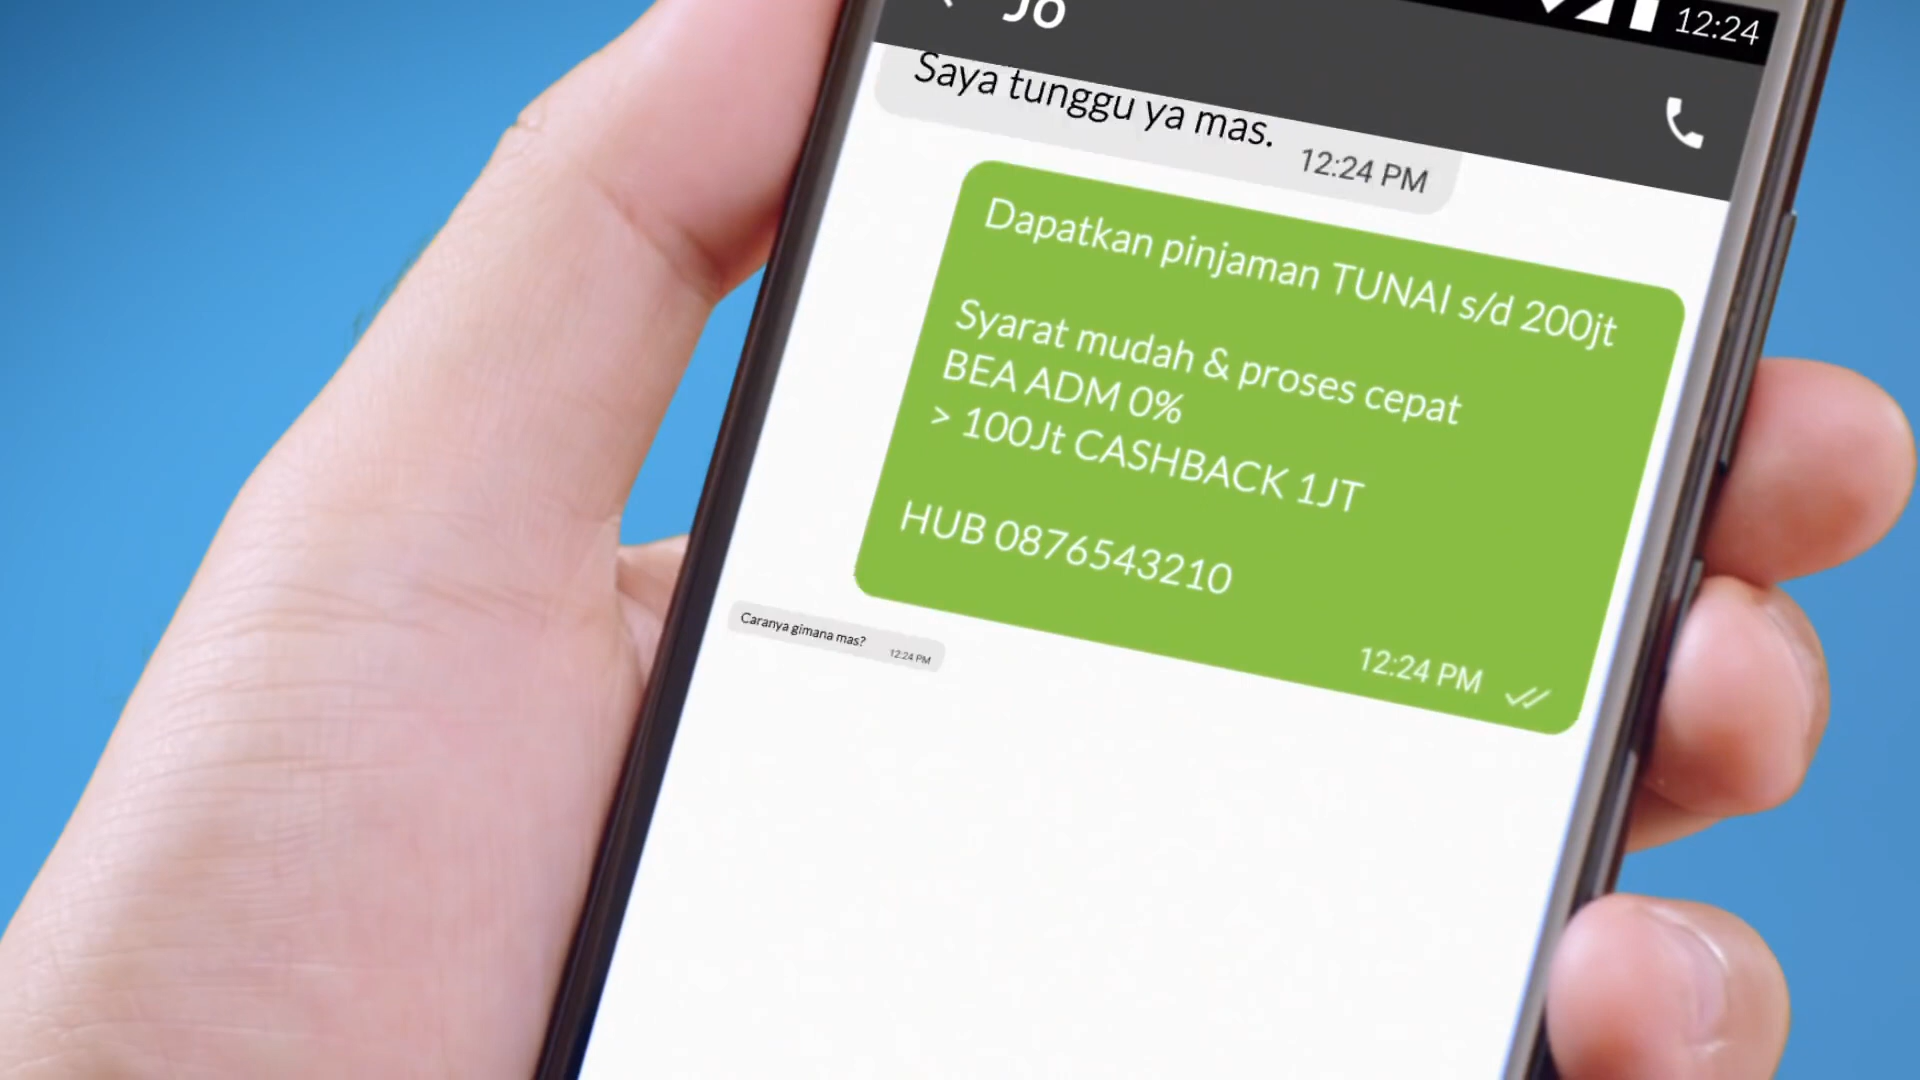 Jo
12:24
Saya tunggu ya mas.
12:24 PM
Dapatkan pinjaman TUNAI s/d 200jt
Syarat mudah & proses cepat
BEA ADM 0%
> 100Jt CASHBACK 1JT
HUB 0876543210
12:24 PM
Caranya gimana mas?
12:24 PM